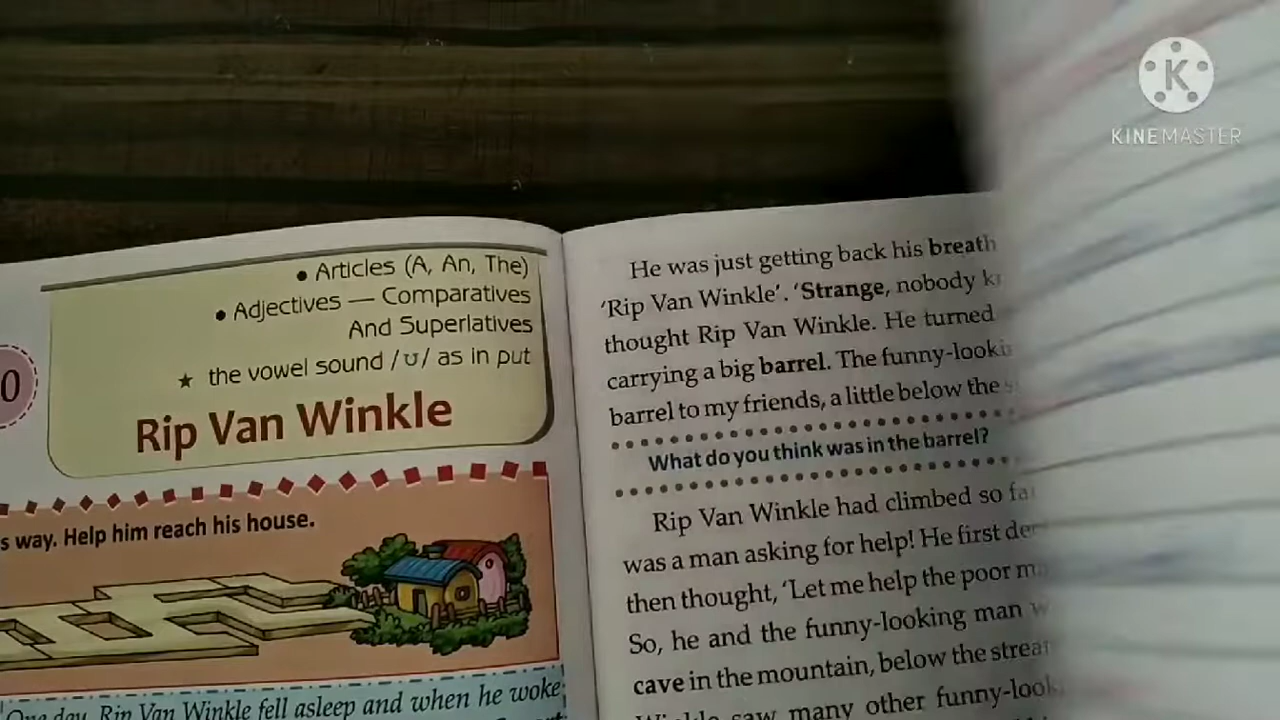 KINEMASTER
• Articles (A, An, The)
• Adjectives — Comparatives
And Superlatives
★ the vowel sound /ʊ/ as in put
0
Rip Van Winkle
s way. Help him reach his house.
One day, Rip Van Winkle fell asleep and when he woke
He was just getting back his breath
'Rip Van Winkle'. 'Strange, nobody
thought Rip Van Winkle. He turned
carrying a big barrel. The funny-looki
barrel to my friends, a little below the
What do you think was in the barrel?
Rip Van Winkle had climbed so fa
was a man asking for help! He first de
then thought, 'Let me help the poor m
So, he and the funny-looking man w
cave in the mountain, below the strea
Winkle saw many other funny-look